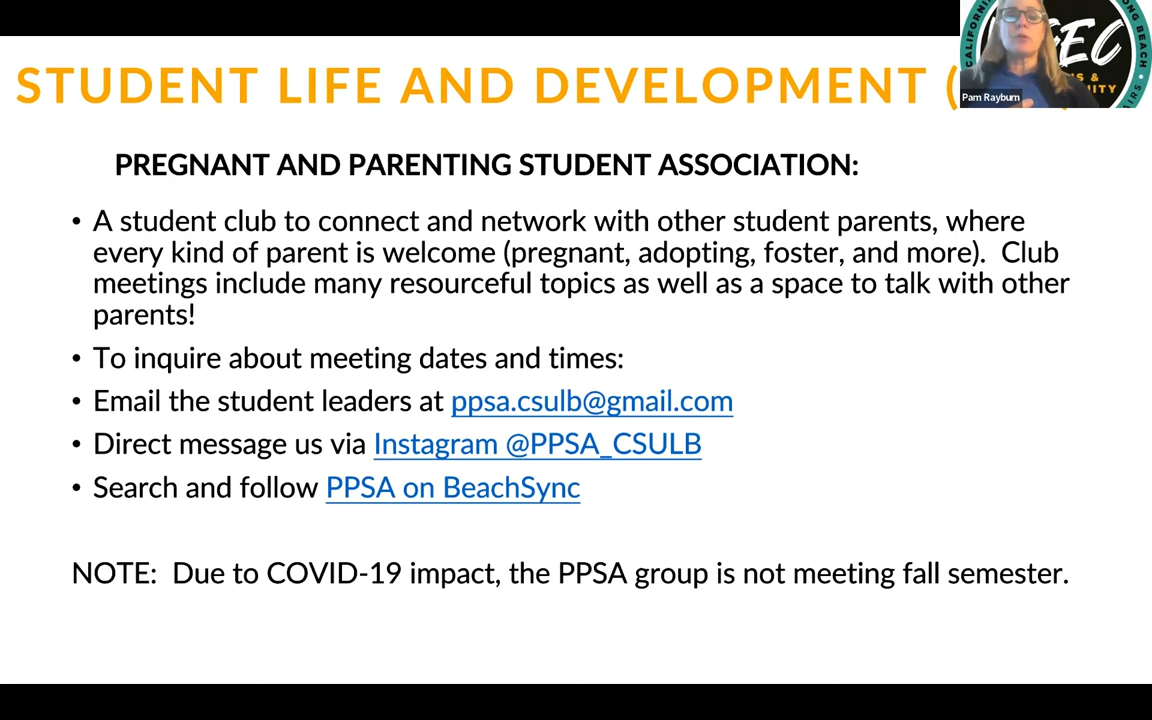 STUDENT LIFE AND DEVELOPMENT (
CALIFORNIA
BEACH
EC
&
Pam Rayburn
PREGNANT AND PARENTING STUDENT ASSOCIATION:
• A student club to connect and network with other student parents, where
every kind of parent is welcome (pregnant, adopting, foster, and more).  Club
meetings include many resourceful topics as well as a space to talk with other
parents!
• To inquire about meeting dates and times:
• Email the student leaders at ppsa.csulb@gmail.com
• Direct message us via Instagram @PPSA_CSULB
• Search and follow PPSA on BeachSync
NOTE:  Due to COVID-19 impact, the PPSA group is not meeting fall semester.